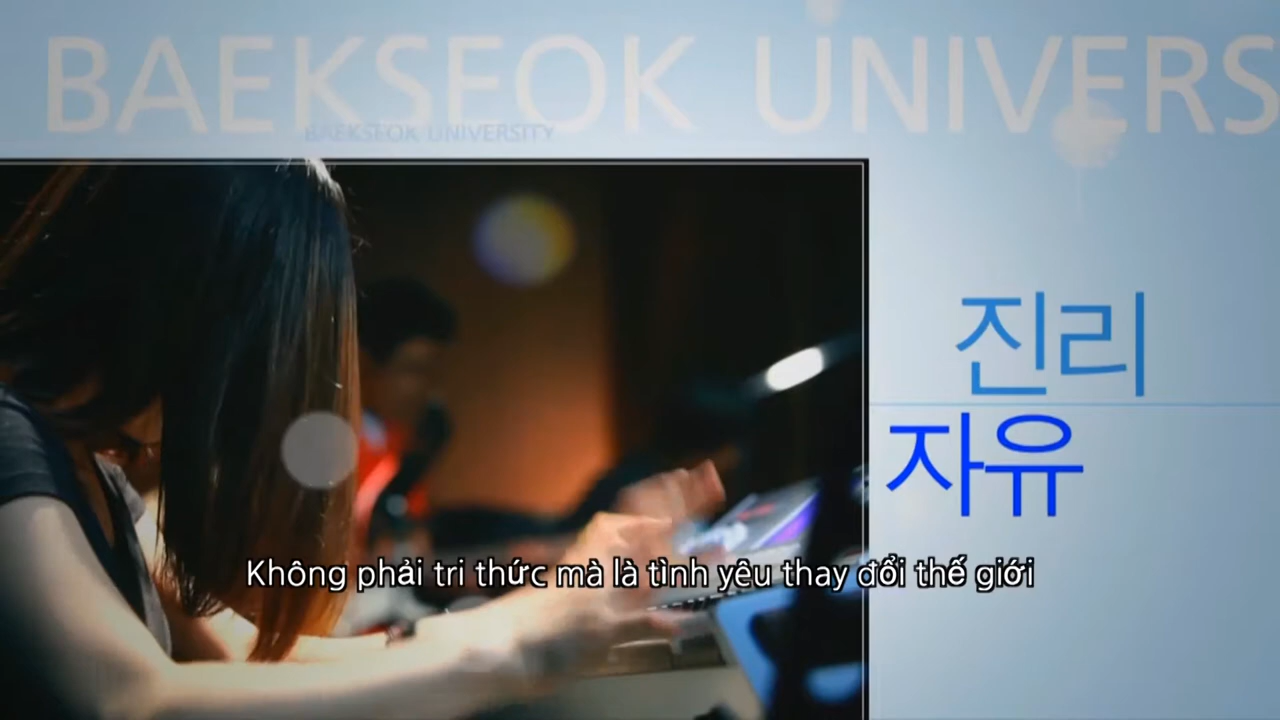 BAEKSEOK UNIVERS
BAEKSEOK UNIVERSITY
진리
자유
Không phải tri thức mà là tình yêu thay đổi thế giới